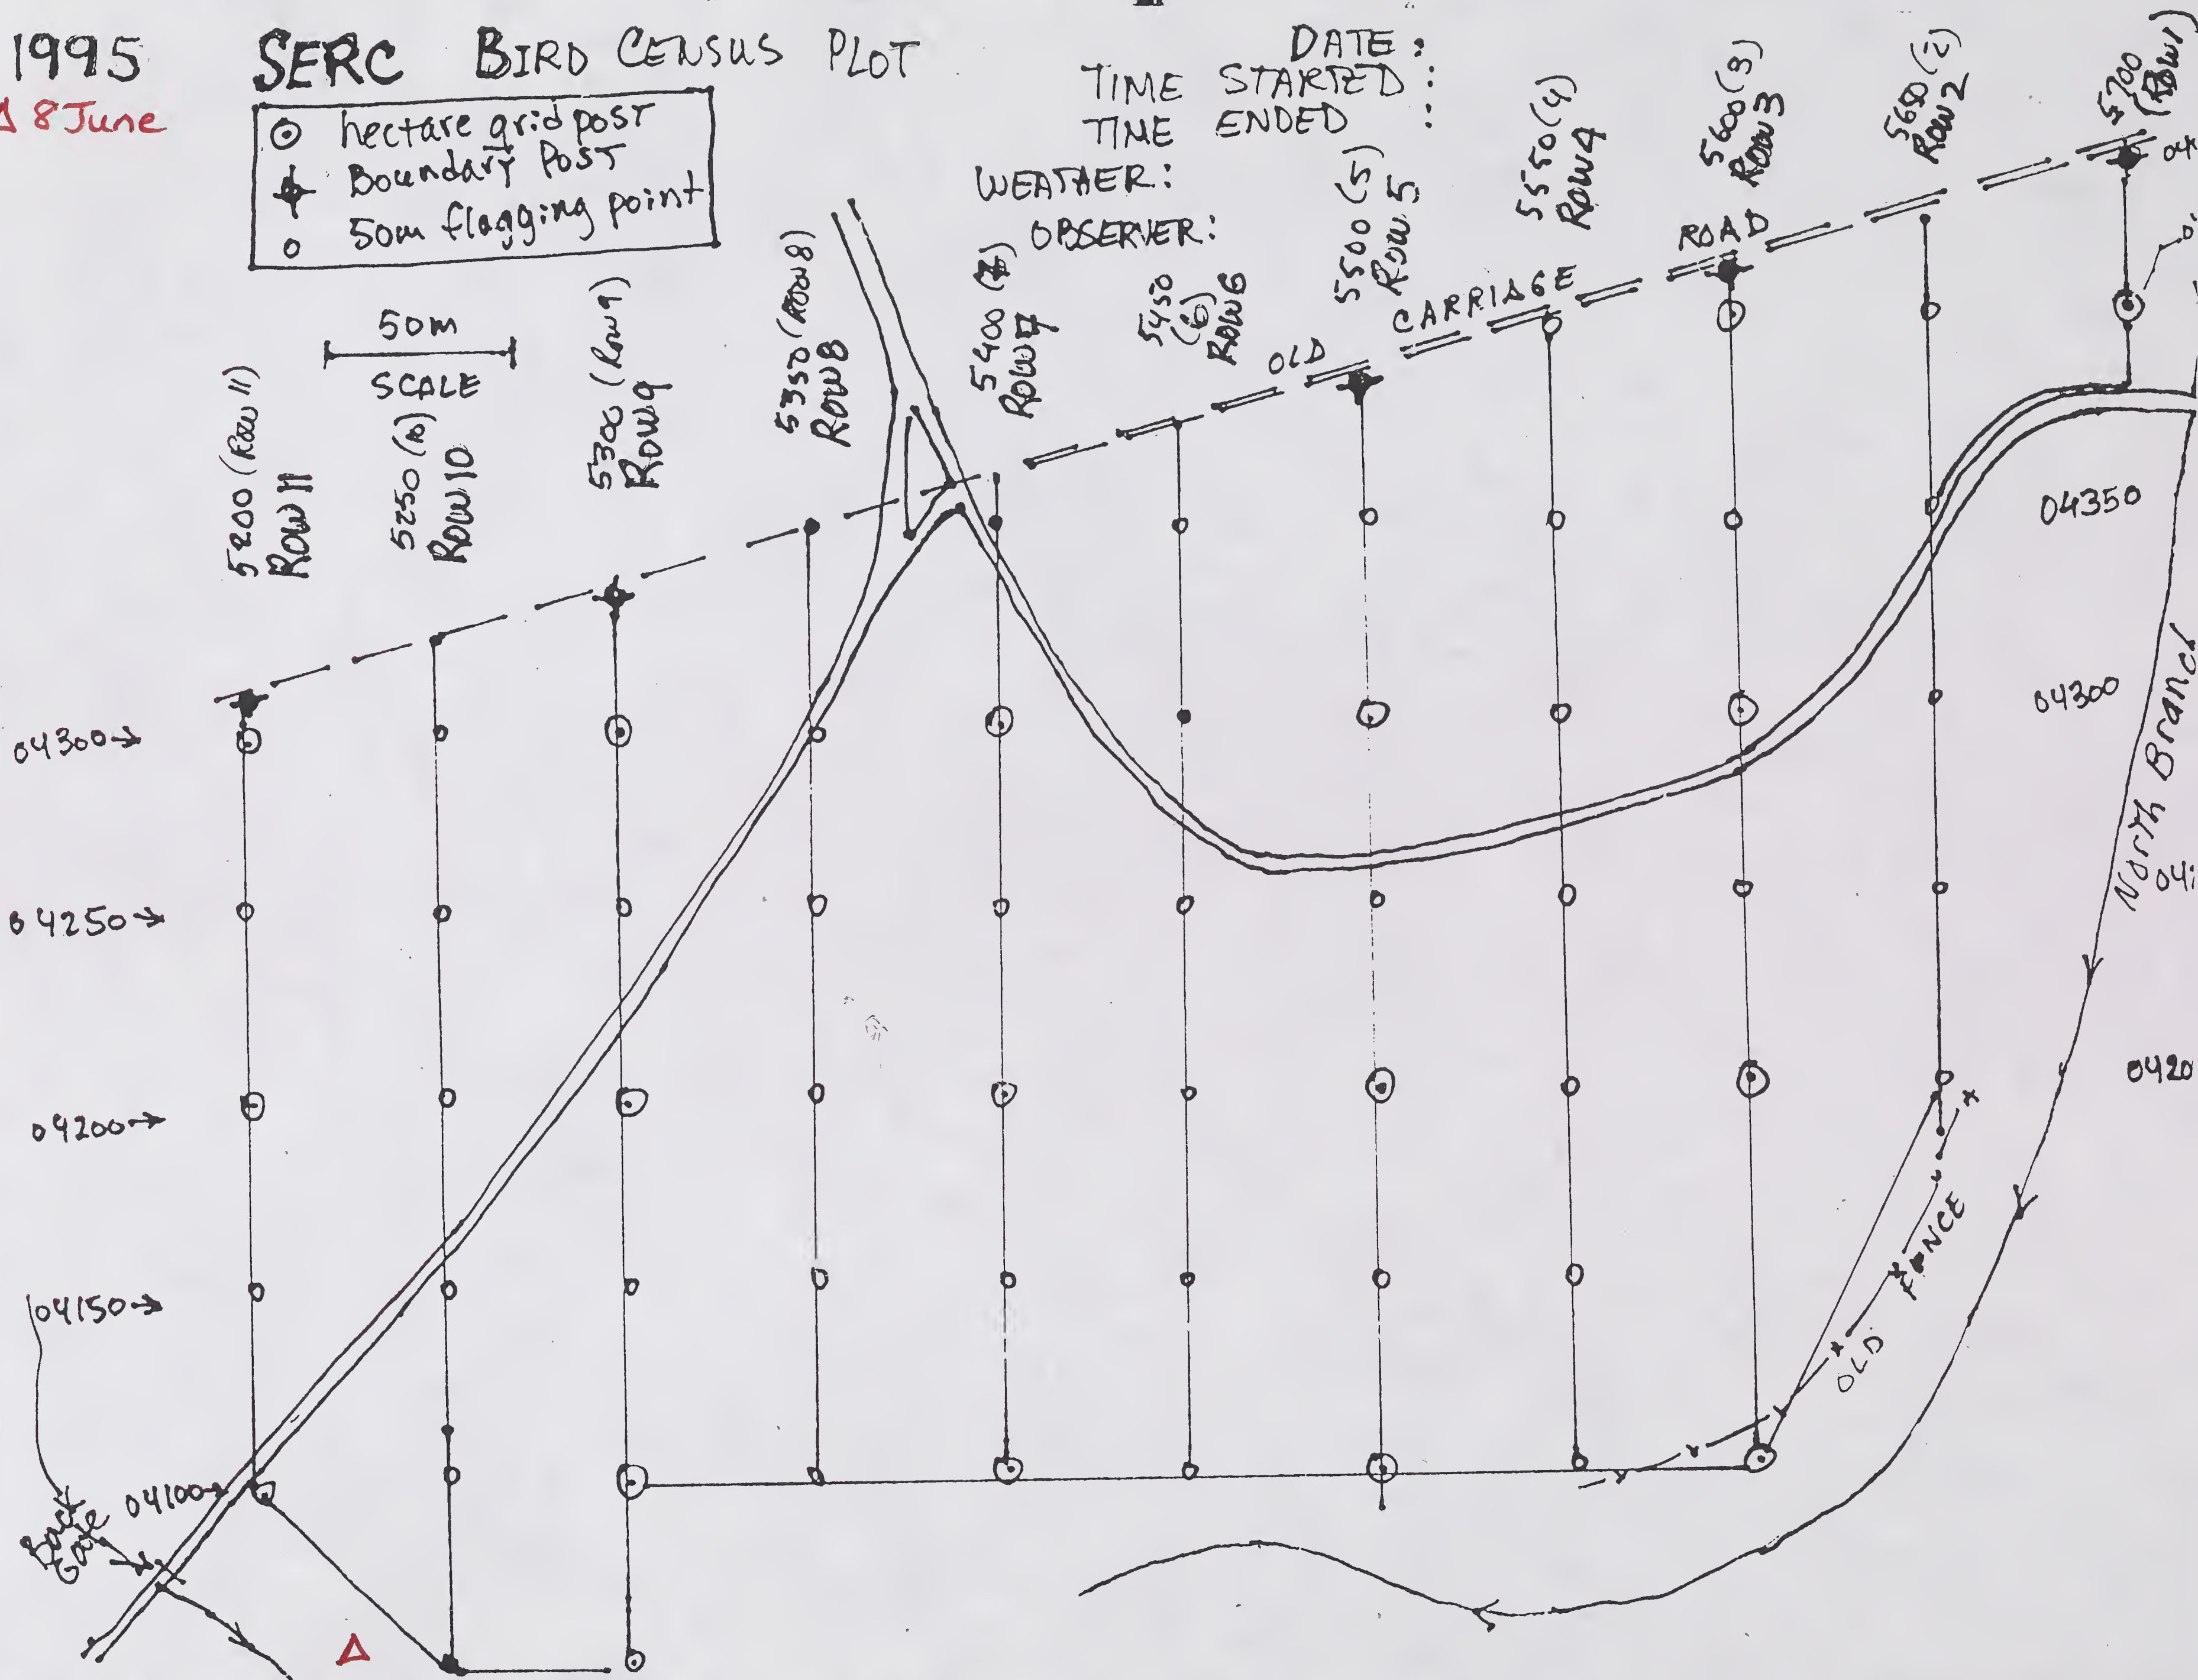 1995 SERC BIRD CENSUS PLOT
Δ 8 June
hectare grid post
Boundary Post
50m flagging point
DATE :
TIME STARTED :
TIME ENDED :
WEATHER:
OBSERVER:
50m
SCALE
5200 (Row 11)
Row 11
5250 (10)
Row 10
5300 (Row 9)
Row 9
5350 (Row 8)
Row 8
5400 (7)
Row 7
5450
(6)
Row 6
5500 (5)
Row 5
5550 (4)
Row 4
5600 (3)
Row 3
5650 (2)
Row 2
5700
(Row 1)
OLD CARRIAGE ROAD
04350
04300
0420
North Branch
04300→
04250→
04200→
04150→
04100→
Back
Gate
OLD FENCE
Δ